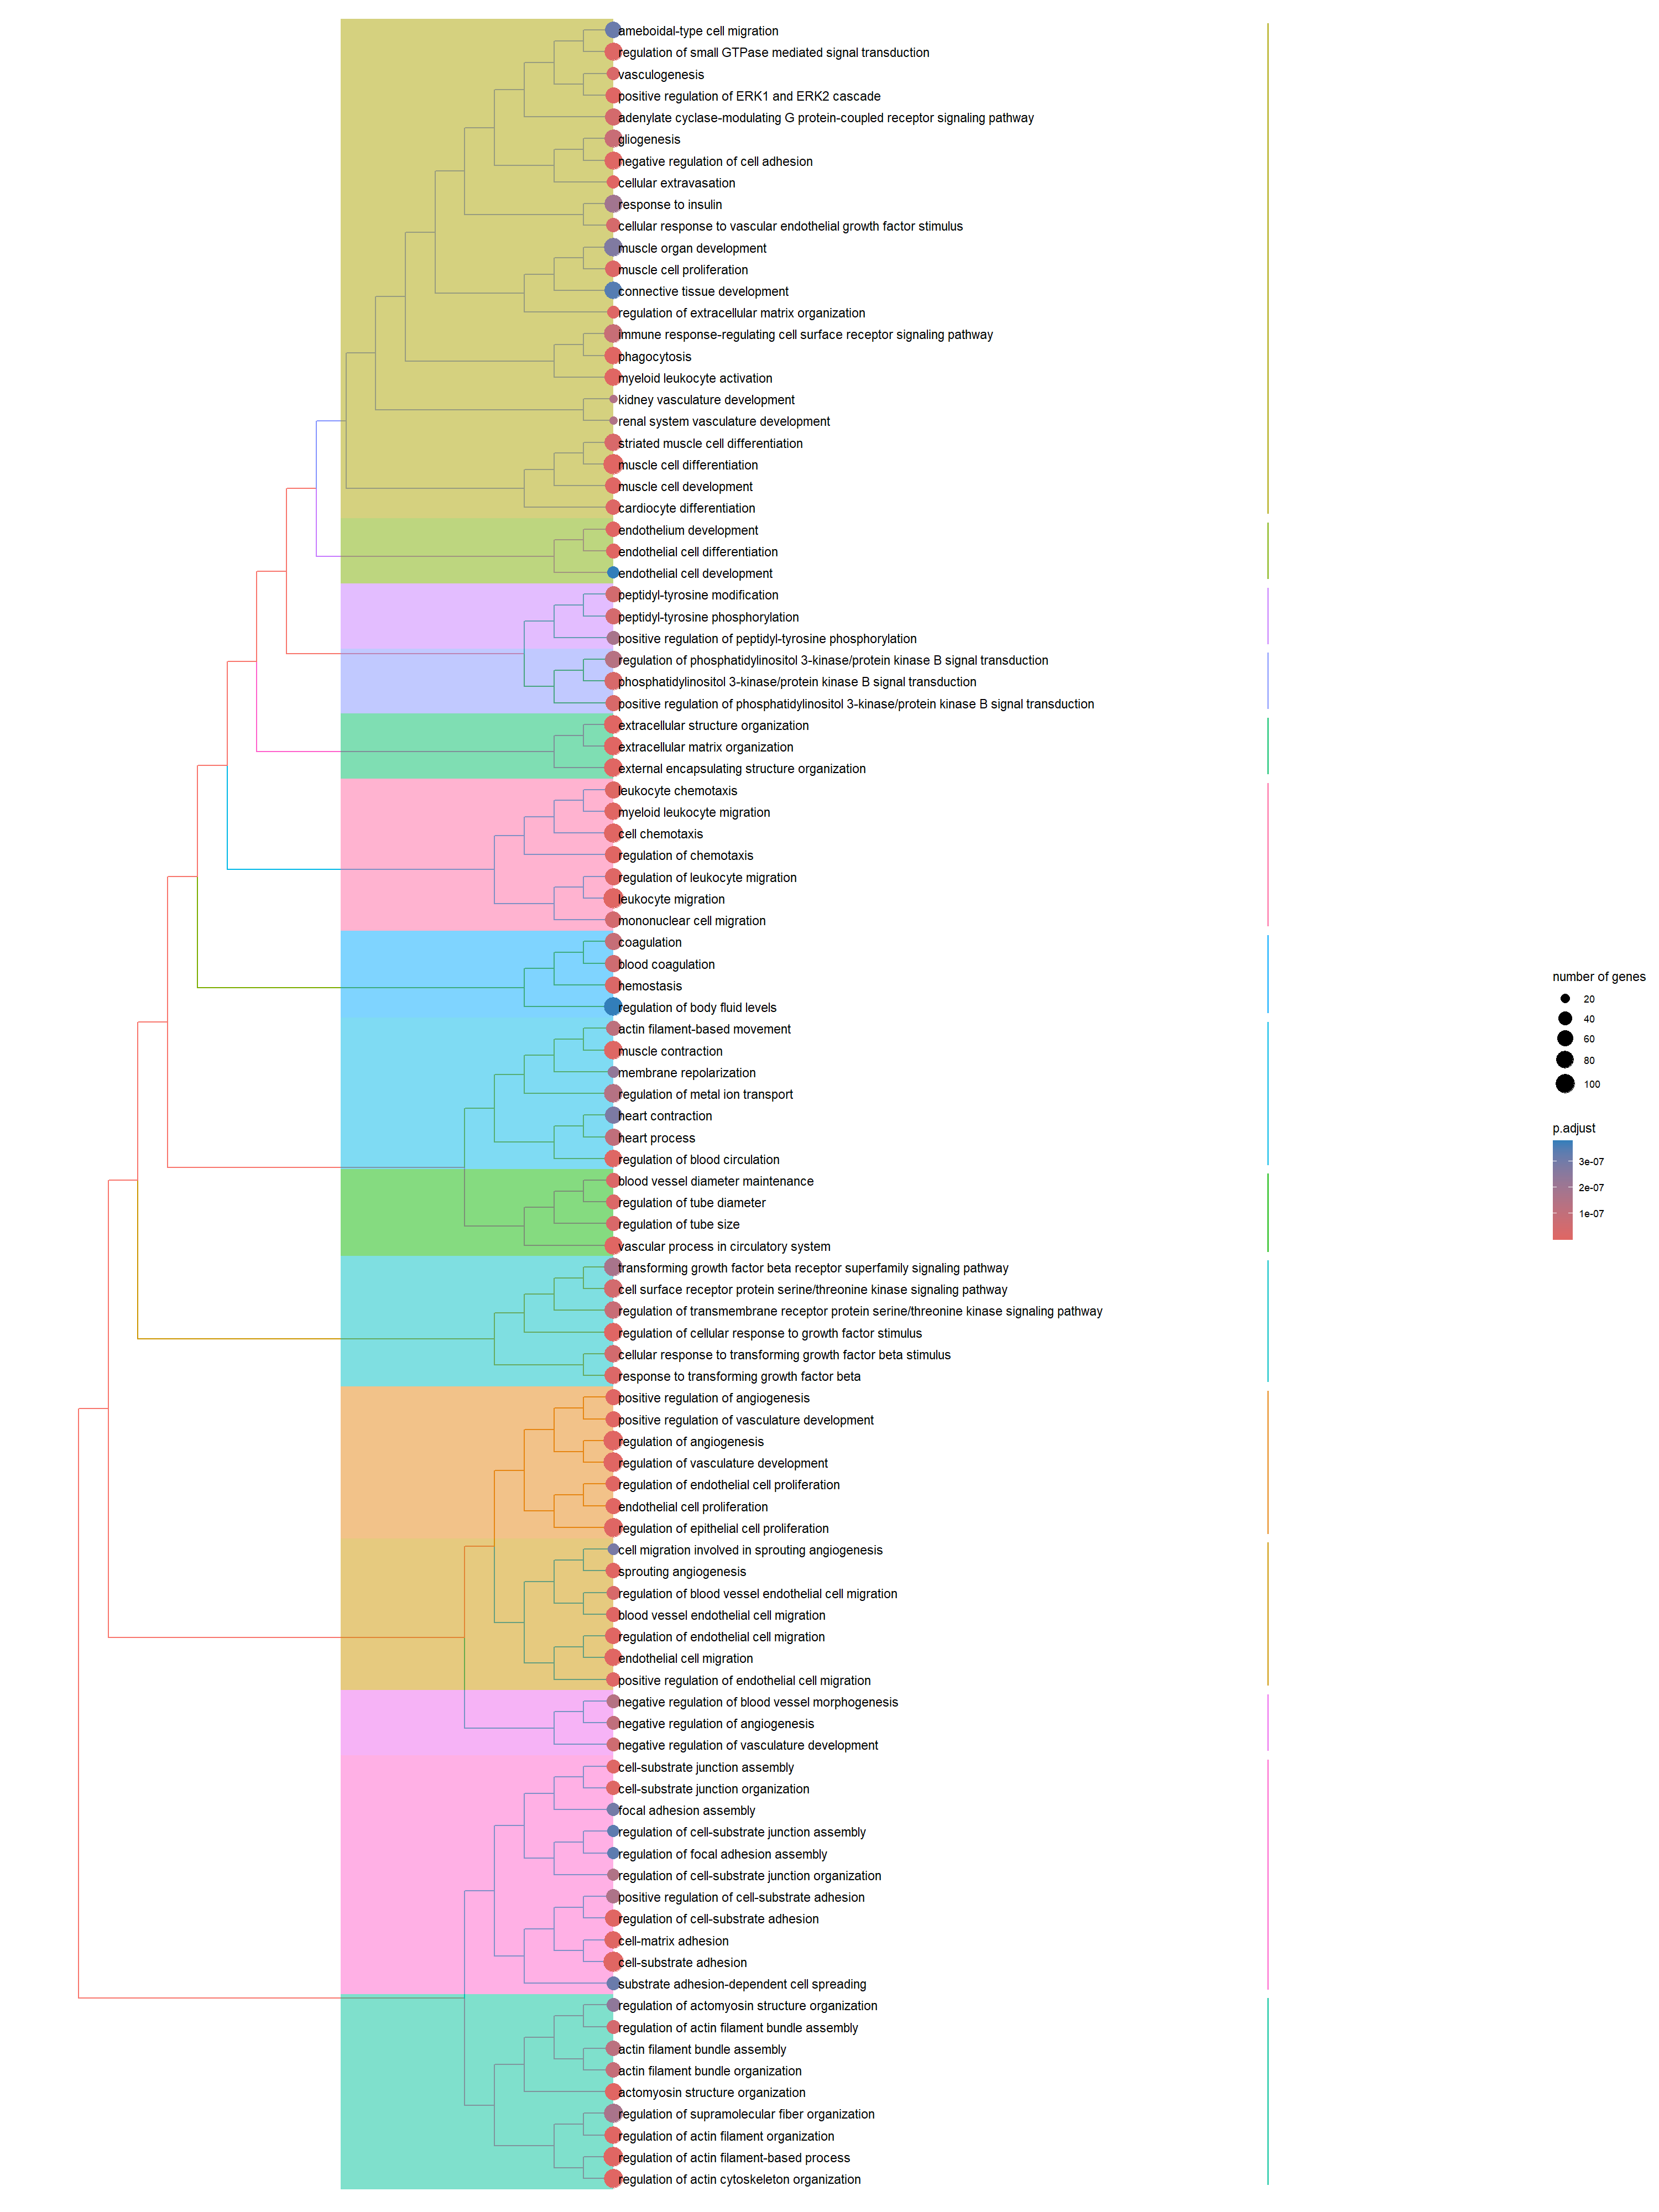 ameboidal-type cell migration
regulation of small GTPase mediated signal transduction
vasculogenesis
positive regulation of ERK1 and ERK2 cascade
adenylate cyclase-modulating G protein-coupled receptor signaling pathway
gliogenesis
negative regulation of cell adhesion
cellular extravasation
response to insulin
cellular response to vascular endothelial growth factor stimulus
muscle organ development
muscle cell proliferation
connective tissue development
regulation of extracellular matrix organization
immune response-regulating cell surface receptor signaling pathway
phagocytosis
myeloid leukocyte activation
kidney vasculature development
renal system vasculature development
striated muscle cell differentiation
muscle cell differentiation
muscle cell development
cardiocyte differentiation
endothelium development
endothelial cell differentiation
endothelial cell development
peptidyl-tyrosine modification
peptidyl-tyrosine phosphorylation
positive regulation of peptidyl-tyrosine phosphorylation
regulation of phosphatidylinositol 3-kinase/protein kinase B signal transduction
phosphatidylinositol 3-kinase/protein kinase B signal transduction
positive regulation of phosphatidylinositol 3-kinase/protein kinase B signal transduction
extracellular structure organization
extracellular matrix organization
external encapsulating structure organization
leukocyte chemotaxis
myeloid leukocyte migration
cell chemotaxis
regulation of chemotaxis
regulation of leukocyte migration
leukocyte migration
mononuclear cell migration
coagulation
blood coagulation
hemostasis
regulation of body fluid levels
actin filament-based movement
muscle contraction
membrane repolarization
regulation of metal ion transport
heart contraction
heart process
regulation of blood circulation
blood vessel diameter maintenance
regulation of tube diameter
regulation of tube size
vascular process in circulatory system
transforming growth factor beta receptor superfamily signaling pathway
cell surface receptor protein serine/threonine kinase signaling pathway
regulation of transmembrane receptor protein serine/threonine kinase signaling pathway
regulation of cellular response to growth factor stimulus
cellular response to transforming growth factor beta stimulus
response to transforming growth factor beta
positive regulation of angiogenesis
positive regulation of vasculature development
regulation of angiogenesis
regulation of vasculature development
regulation of endothelial cell proliferation
endothelial cell proliferation
regulation of epithelial cell proliferation
cell migration involved in sprouting angiogenesis
sprouting angiogenesis
regulation of blood vessel endothelial cell migration
blood vessel endothelial cell migration
regulation of endothelial cell migration
endothelial cell migration
positive regulation of endothelial cell migration
negative regulation of blood vessel morphogenesis
negative regulation of angiogenesis
negative regulation of vasculature development
cell-substrate junction assembly
cell-substrate junction organization
focal adhesion assembly
regulation of cell-substrate junction assembly
regulation of focal adhesion assembly
regulation of cell-substrate junction organization
positive regulation of cell-substrate adhesion
regulation of cell-substrate adhesion
cell-matrix adhesion
cell-substrate adhesion
substrate adhesion-dependent cell spreading
regulation of actomyosin structure organization
regulation of actin filament bundle assembly
actin filament bundle assembly
actin filament bundle organization
actomyosin structure organization
regulation of supramolecular fiber organization
regulation of actin filament organization
regulation of actin filament-based process
regulation of actin cytoskeleton organization
number of genes
20
40
60
80
100
p.adjust
3e-07
2e-07
1e-07